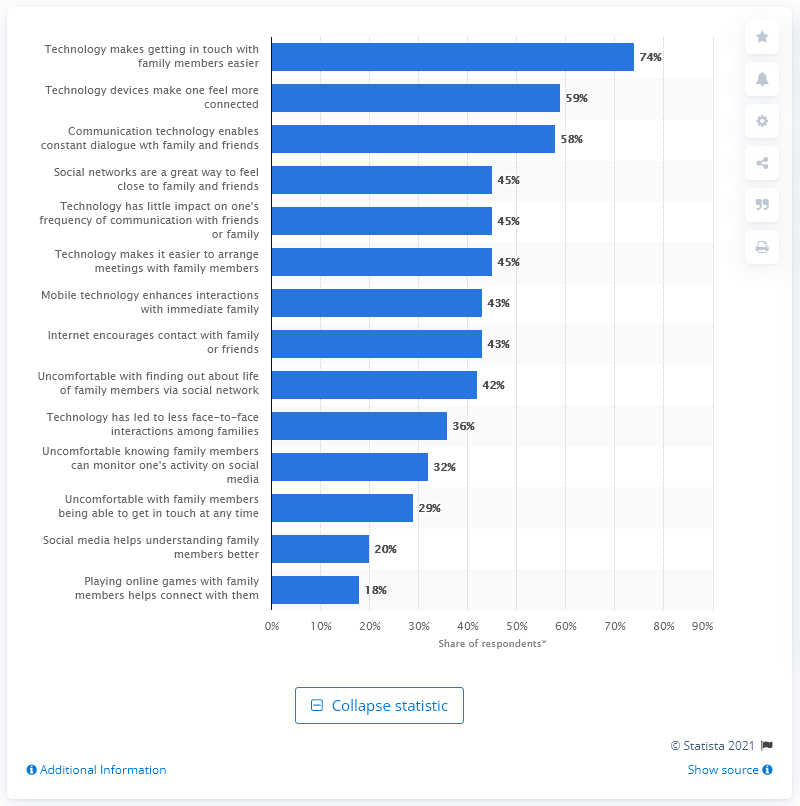 Technology makes getting in touch with
family members easier
74%
Technology devices make one feel more
connected
59%
Communication technology enables
constant dialogue wth family and friends
58%
Social networks are a great way to feel
close to family and friends
45%
Technology has little impact on one's
frequency of communication with friends
or family
45%
Technology makes it easier to arrange
meetings with family members
45%
Mobile technology enhances interactions
with immediate family
43%
Internet encourages contact with family
or friends
43%
Uncomfortable with finding out about life
of family members via social network
42%
Technology has led to less face-to-face
interactions among families
36%
Uncomfortable knowing family members
can monitor one's activity on social
media
32%
Uncomfortable with family members
being able to get in touch at any time
29%
Social media helps understanding family
members better
20%
Playing online games with family
members helps connect with them
18%
0% 10% 20% 30% 40% 50% 60% 70% 80% 90%
Share of respondents*
Collapse statistic
© Statista 2021
Additional Information
Show source